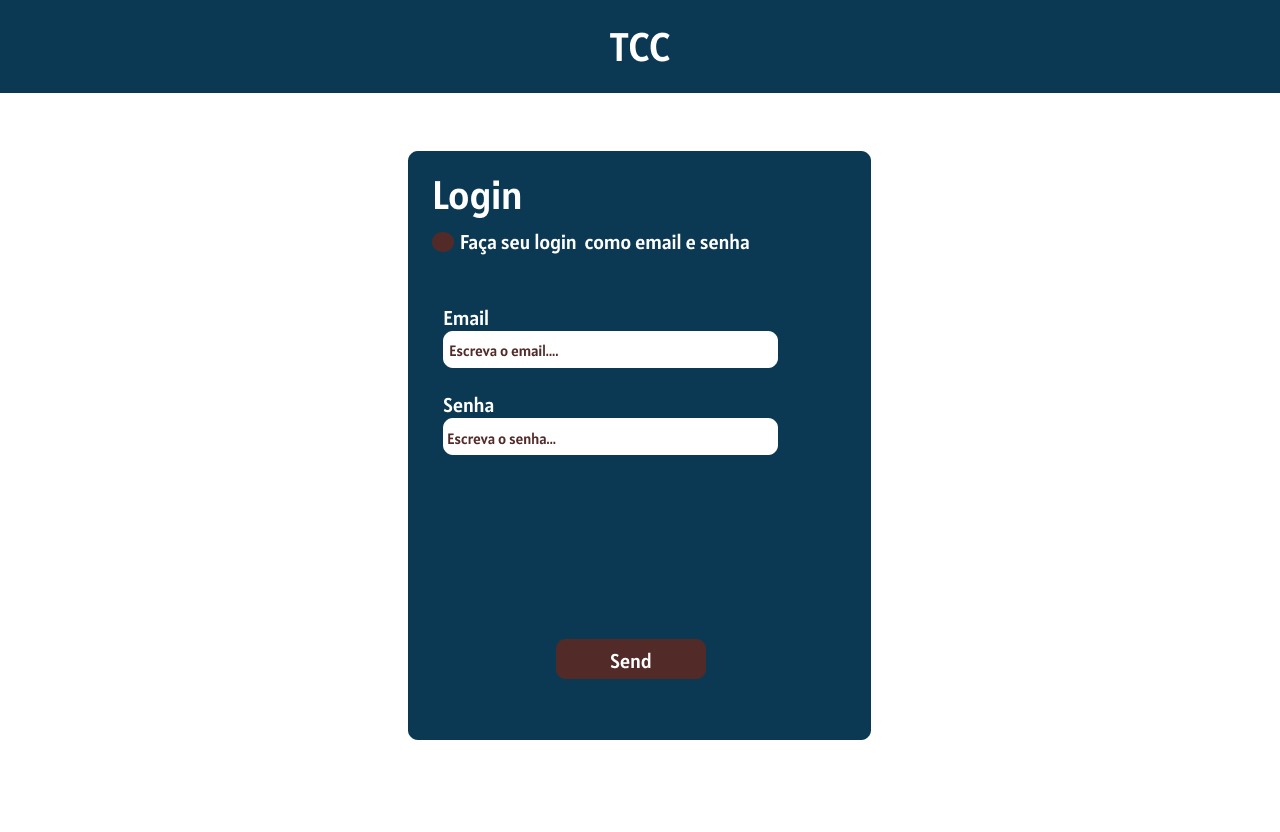 TCC
Login
Faça seu login  como email e senha
Email
Escreva o email....
Senha
Escreva o senha...
Send